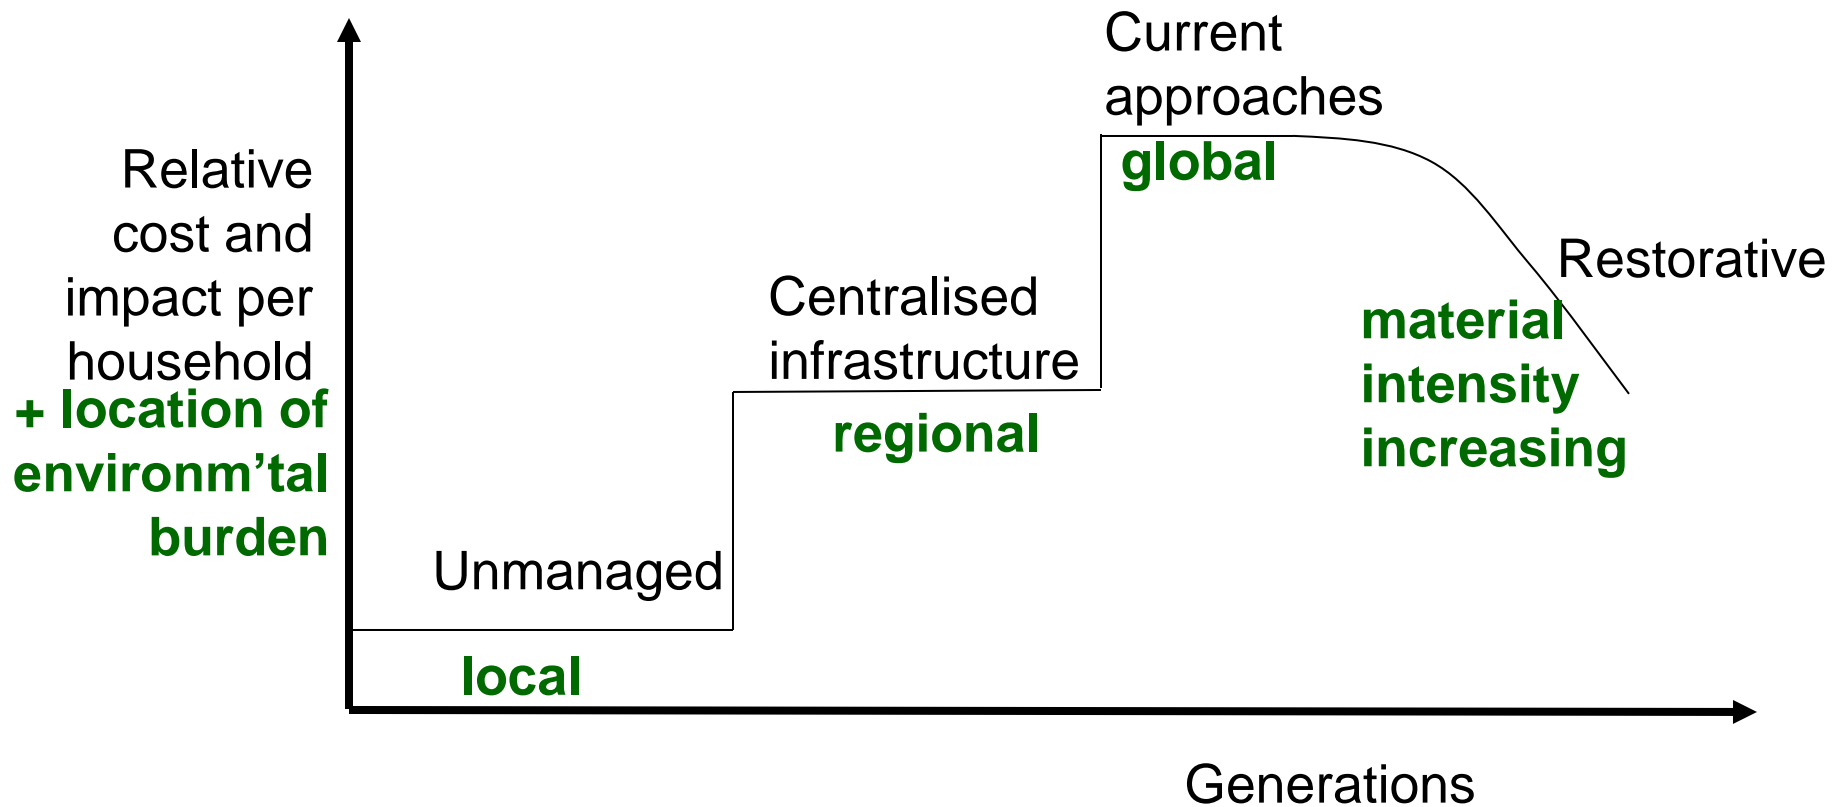 Current
approaches
global
Relative
cost and
impact per
household
+ location of
environm’tal
burden
Centralised
infrastructure
regional
Restorative
material
intensity
increasing
Unmanaged
local
Generations